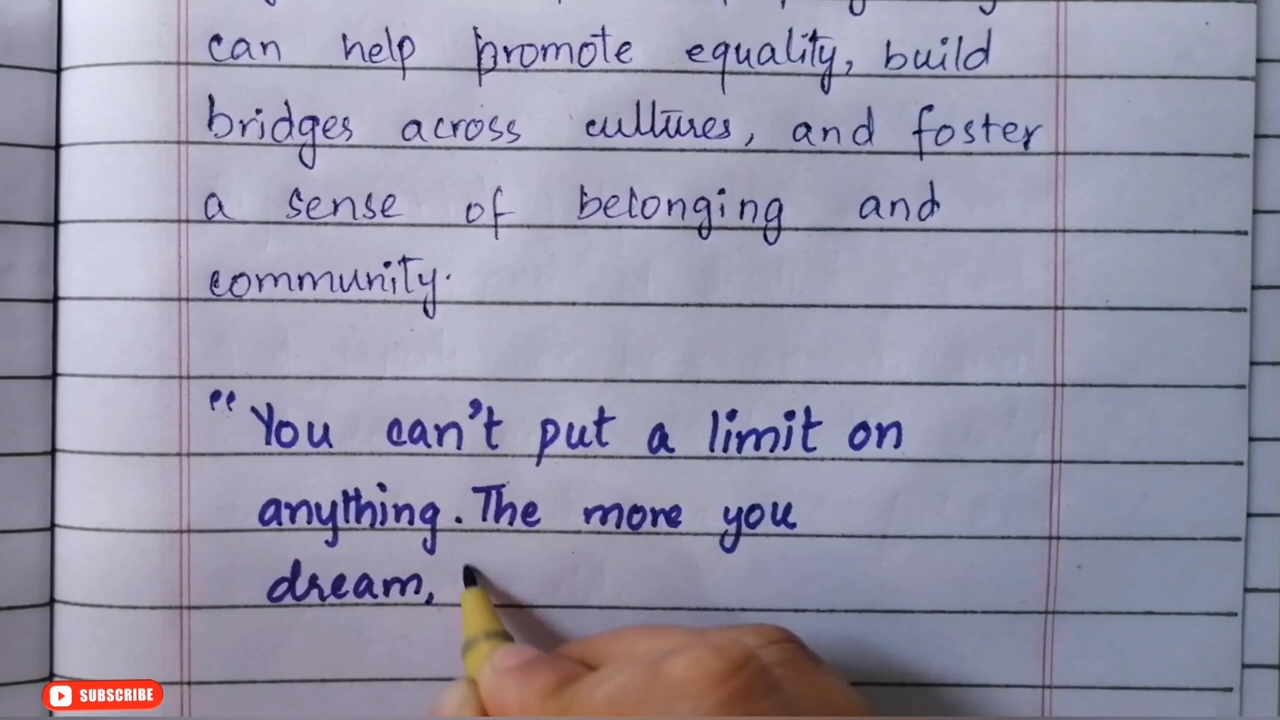 can help promote equality, build
bridges across cultures, and foster
a sense of belonging and
community.
"You can't put a limit on
anything. The more you
dream,
SUBSCRIBE